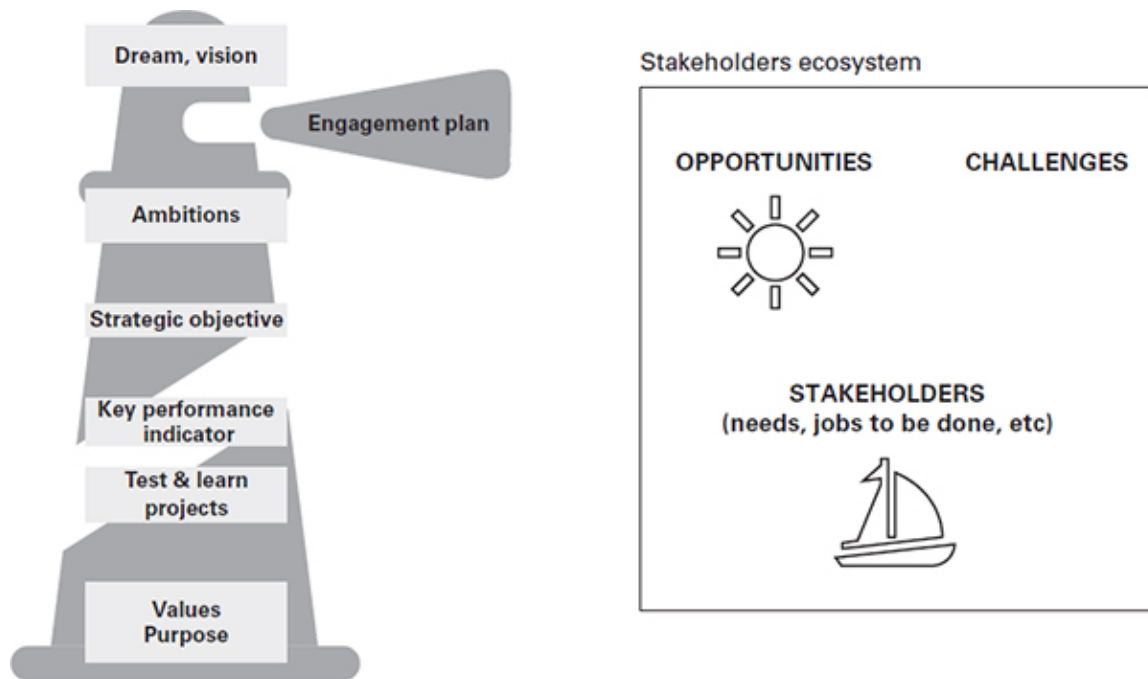 Dream, vision
Engagement plan
Ambitions
Strategic objective
Key performance
indicator
Test & learn
projects
Values
Purpose
Stakeholders ecosystem
OPPORTUNITIES
CHALLENGES
STAKEHOLDERS
(needs, jobs to be done, etc)